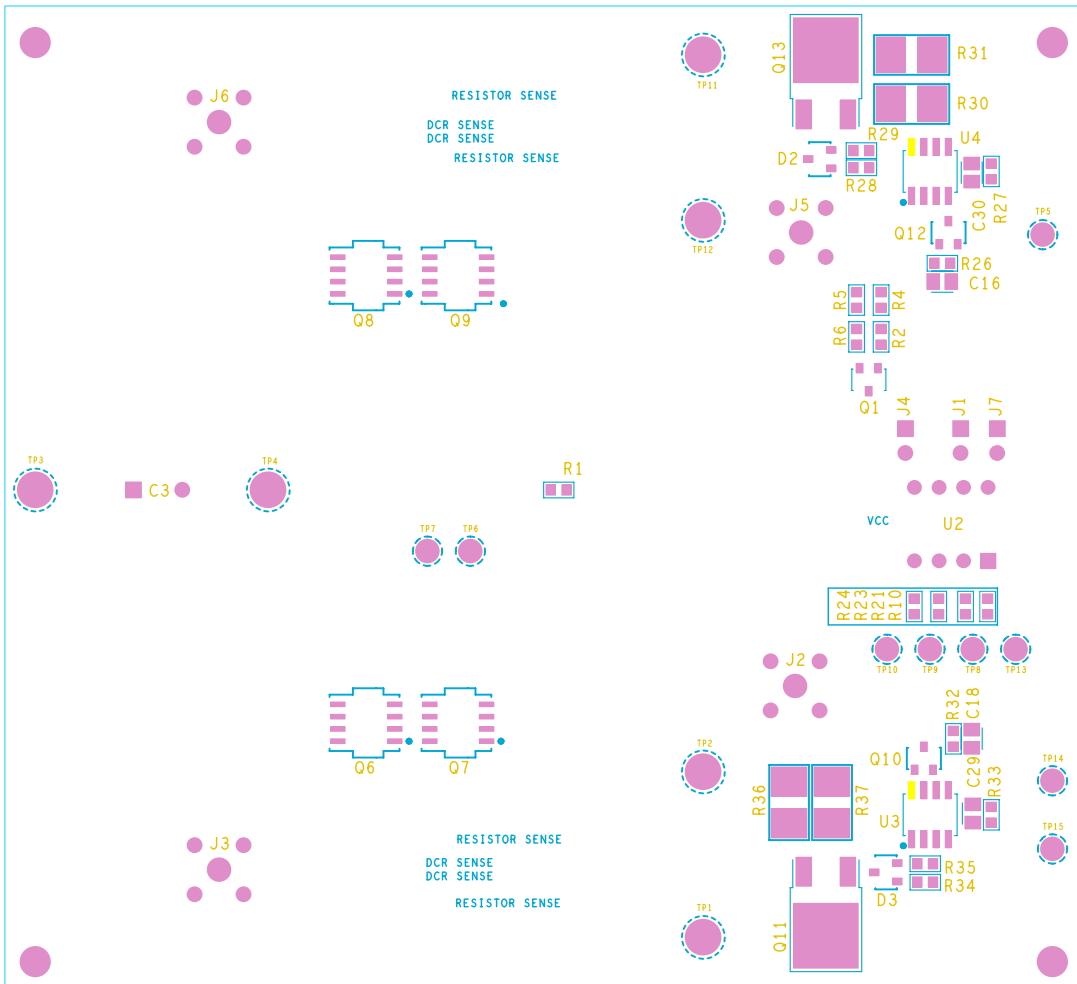 Q13
R31
TP11
J6
RESISTOR SENSE
R30
DCR SENSE
DCR SENSE
R29
U4
RESISTOR SENSE
D2
R28
R27
C30
J5
TP5
TP12
Q12
R26
C16
R5
R4
Q8
Q9
R6
R2
Q1
J4
J1
J7
TP3
TP4
R1
C3
VCC
U2
TP7
TP6
R24
R23
R21
R10
J2
TP10
TP9
TP8
TP13
R32
C18
TP2
Q10
TP14
Q6
Q7
C29
R33
R36
R37
U3
TP15
J3
RESISTOR SENSE
DCR SENSE
DCR SENSE
R35
R34
D3
RESISTOR SENSE
TP1
Q11